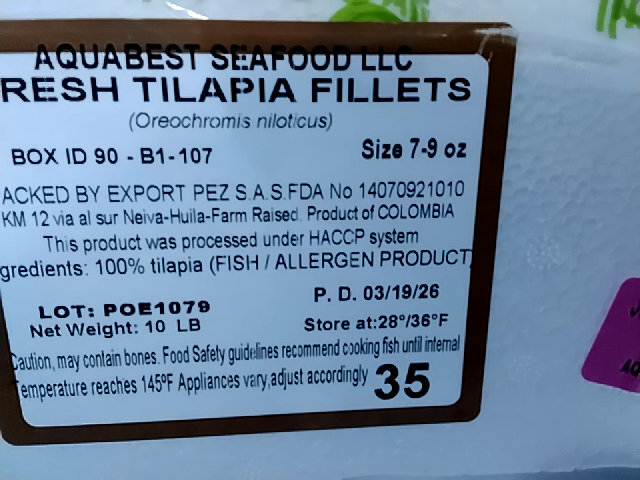 AQUABEST SEAFOOD LLC
RESH TILAPIA FILLETS
(Oreochromis niloticus)
BOX ID 90 - B1-107
Size 7-9 oz
ACKED BY EXPORT PEZ S.A.S.FDA No 14070921010
KM 12 via al sur Neiva-Huila-Farm Raised. Product of COLOMBIA
This product was processed under HACCP system
gredients: 100% tilapia (FISH / ALLERGEN PRODUCT)
LOT: POE1079
P. D. 03/19/26
Net Weight: 10 LB
Store at:28°/36°F
Caution, may contain bones. Food Safety guidelines recommend cooking fish until internal
Temperature reaches 145ºF Appliances vary,adjust accordingly
35